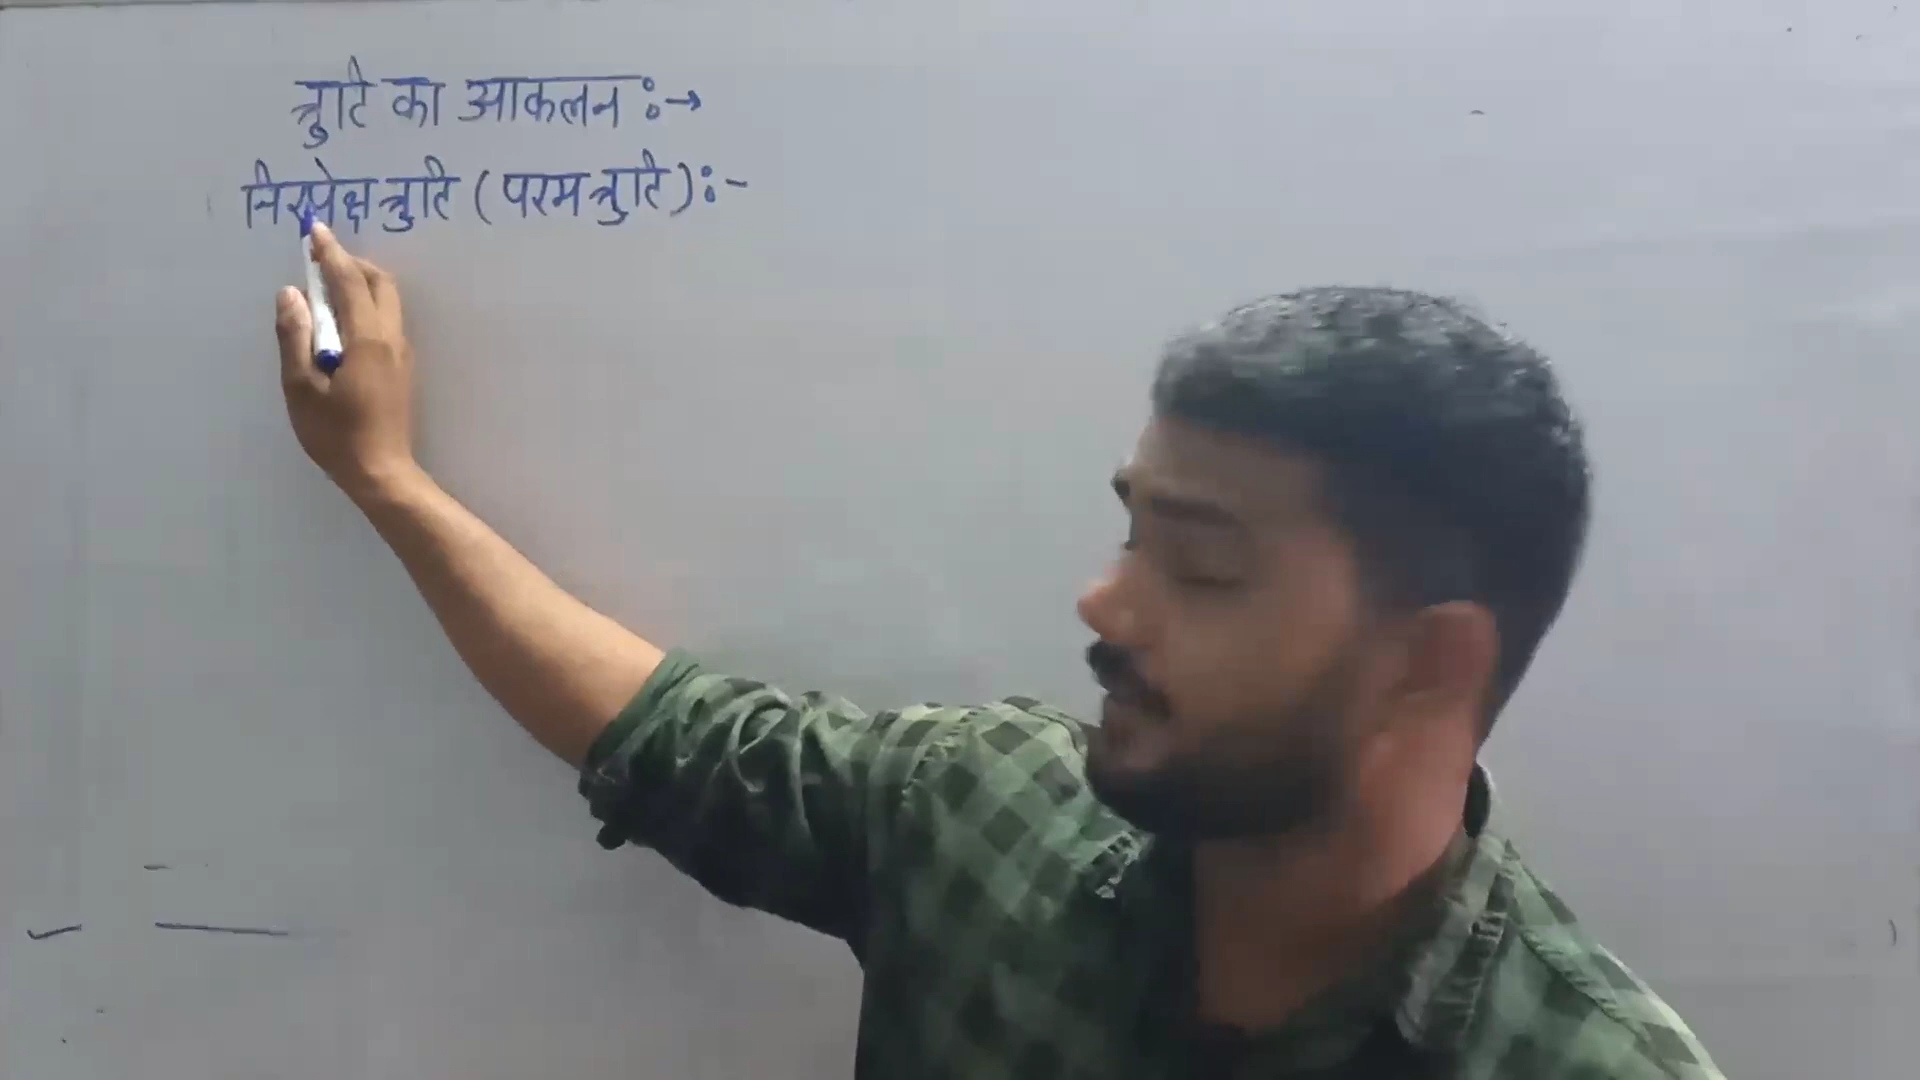 त्रुटि का आकलन :→
निरपेक्ष त्रुटि ( परम त्रुटि ) :-